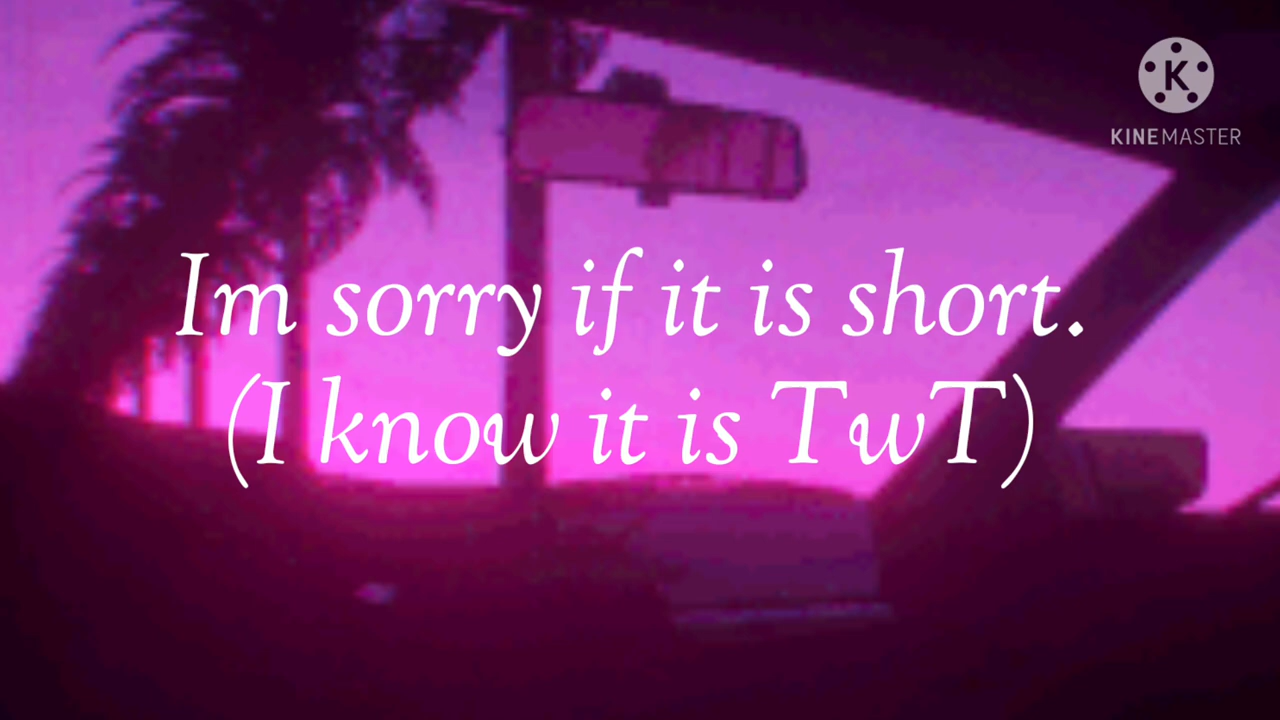 K
KINEMASTER
Im sorry if it is short.
(I know it is TwT)